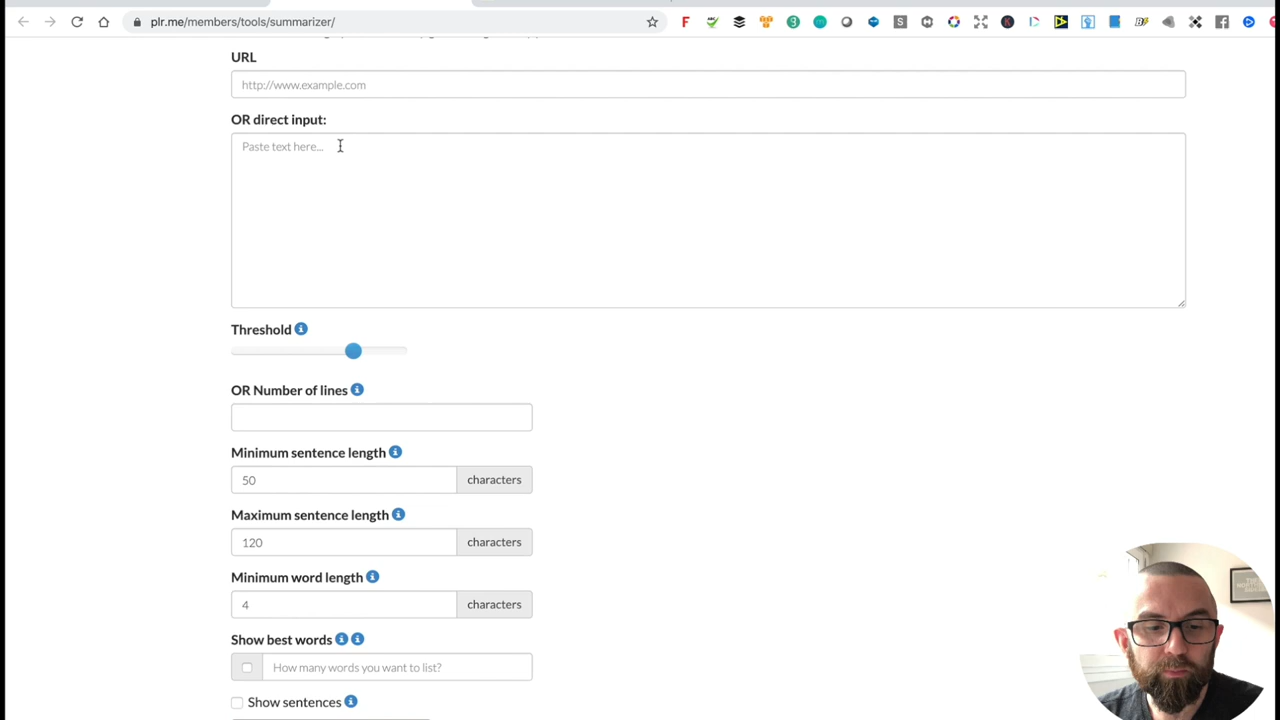 plr.me/members/tools/summarizer/
URL
http://www.example.com
OR direct input:
Paste text here...
Threshold
OR Number of lines
Minimum sentence length
50 characters
Maximum sentence length
120 characters
Minimum word length
4 characters
Show best words
How many words you want to list?
Show sentences